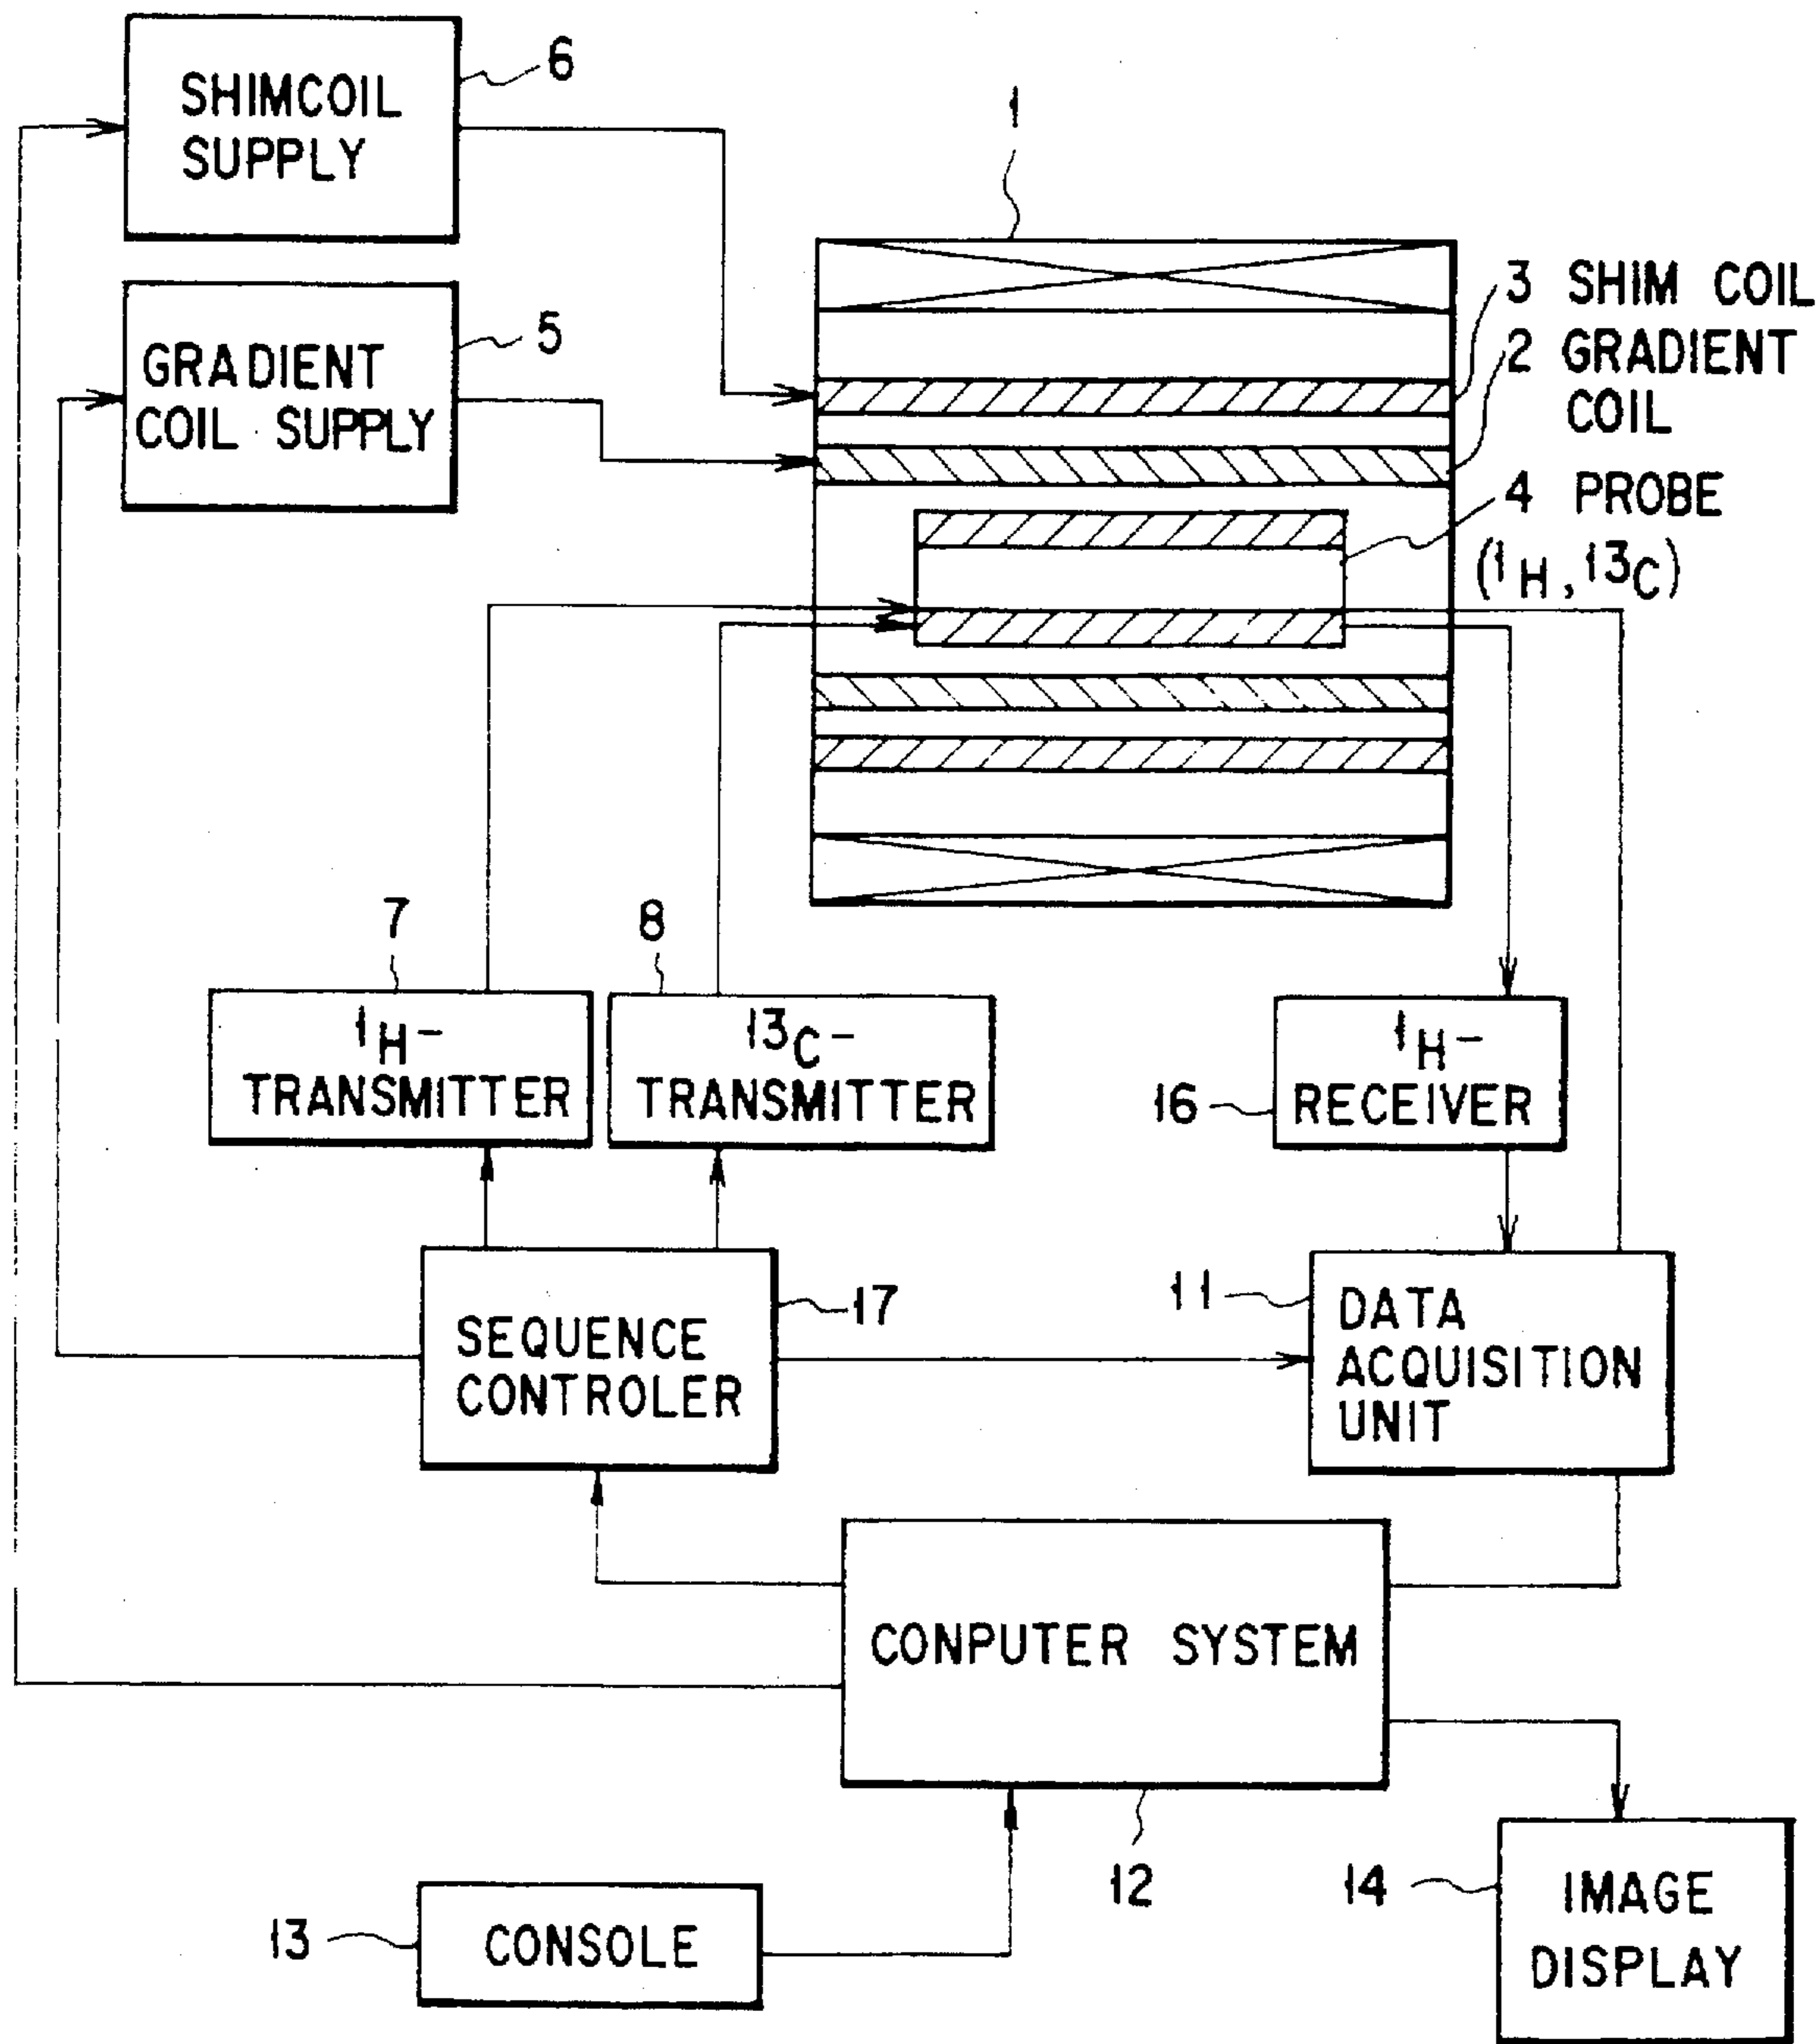 SHIMCOIL
SUPPLY
6
1
GRADIENT
COIL SUPPLY
5
3 SHIM COIL
2 GRADIENT
COIL
4 PROBE
(¹H, ¹³C)
7
¹H-
TRANSMITTER
8
¹³C-
TRANSMITTER
16
¹H-
RECEIVER
SEQUENCE
CONTROLER
17
11
DATA
ACQUISITION
UNIT
CONPUTER SYSTEM
12
13
CONSOLE
14
IMAGE
DISPLAY